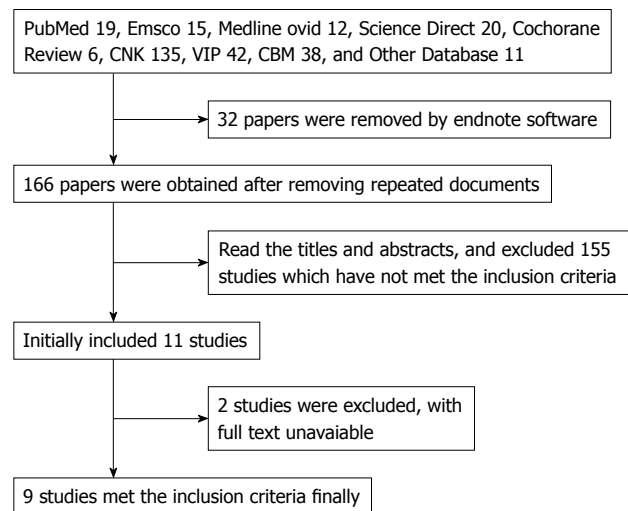 PubMed 19, Emsco 15, Medline ovid 12, Science Direct 20, Cochorane
Review 6, CNK 135, VIP 42, CBM 38, and Other Database 11
32 papers were removed by endnote software
166 papers were obtained after removing repeated documents
Read the titles and abstracts, and excluded 155
studies which have not met the inclusion criteria
Initially included 11 studies
2 studies were excluded, with
full text unavaiable
9 studies met the inclusion criteria finally